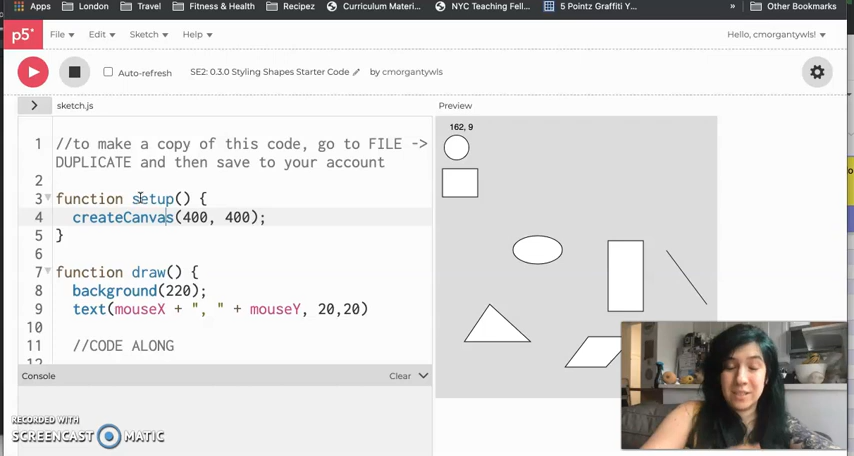 Apps London Travel Fitness & Health Recipez Curriculum Materi... NYC Teaching Fell... 5 Pointz Graffiti Y... » Other Bookmarks
p5* File Edit Sketch Help Hello, cmorgantywls!
Auto-refresh SE2: 0.3.0 Styling Shapes Starter Code by cmorgantywls
> sketch.js Preview
1 //to make a copy of this code, go to FILE ->
DUPLICATE and then save to your account
2
3 function setup() {
4 createCanvas(400, 400);
5 }
6
7 function draw() {
8 background(220);
9 text(mouseX + ", " + mouseY, 20,20)
10
11 //CODE ALONG
12
162, 9
Console Clear
RECORDED WITH
SCREENCAST MATIC